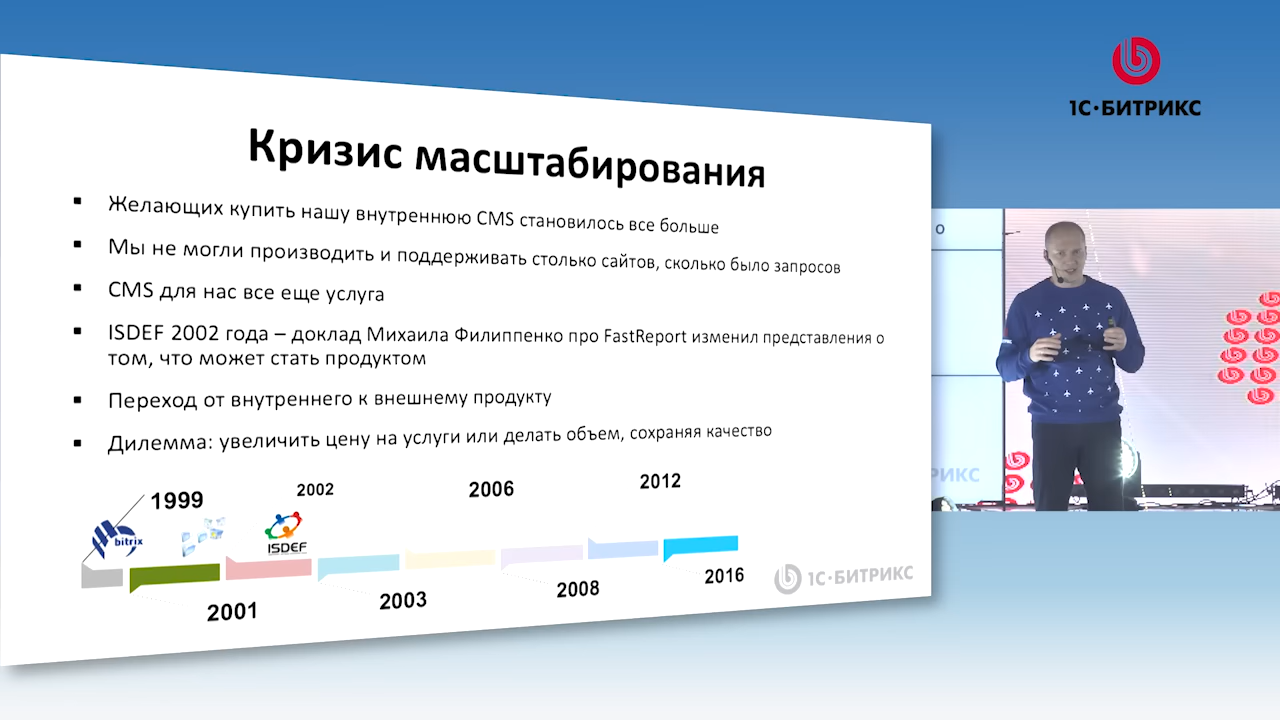 1С·БИТРИКС
Кризис масштабирования
Желающих купить нашу внутреннюю CMS становилось все больше
Мы не могли производить и поддерживать столько сайтов, сколько было запросов
CMS для нас все еще услуга
ISDEF 2002 года – доклад Михаила Филиппенко про FastReport изменил представления о
том, что может стать продуктом
Переход от внутреннего к внешнему продукту
Дилемма: увеличить цену на услуги или делать объем, сохраняя качество
1999
2002
2006
2012
bitrix
ISDEF
2001
2003
2008
2016
1С·БИТРИКС
о
РИКС